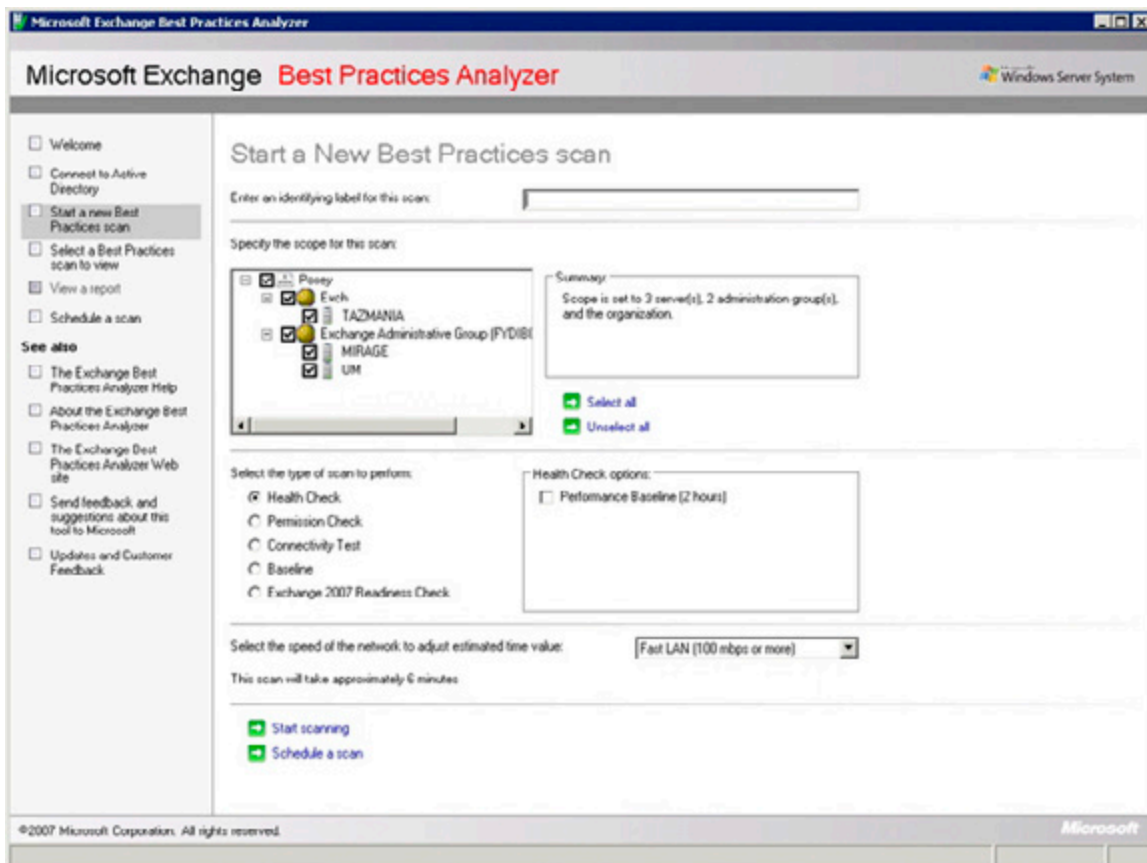 Microsoft Exchange Best Practices Analyzer
Microsoft Exchange Best Practices Analyzer
Windows Server System
Welcome
Connect to Active
Directory
Start a new Best
Practices scan
Select a Best Practices
scan to view
View a report
Schedule a scan
See also
The Exchange Best
Practices Analyzer Help
About the Exchange Best
Practices Analyzer
The Exchange Best
Practices Analyzer Web
site
Send feedback and
suggestions about this
tool to Microsoft
Updates and Customer
Feedback
Start a New Best Practices scan
Enter an identifying label for this scan:
Specify the scope for this scan:
Posey
Exch
TAZMANIA
Exchange Administrative Group (FYDIBO
MIRAGE
UM
Summary:
Scope is set to 3 server(s), 2 administration group(s),
and the organization.
Select all
Unselect all
Select the type of scan to perform:
Health Check
Permission Check
Connectivity Test
Baseline
Exchange 2007 Readiness Check
Health Check options:
Performance Baseline (2 hours)
Select the speed of the network to adjust estimated time value:
Fast LAN (100 mbps or more)
This scan will take approximately 6 minutes
Start scanning
Schedule a scan
©2007 Microsoft Corporation. All rights reserved.
Microsoft